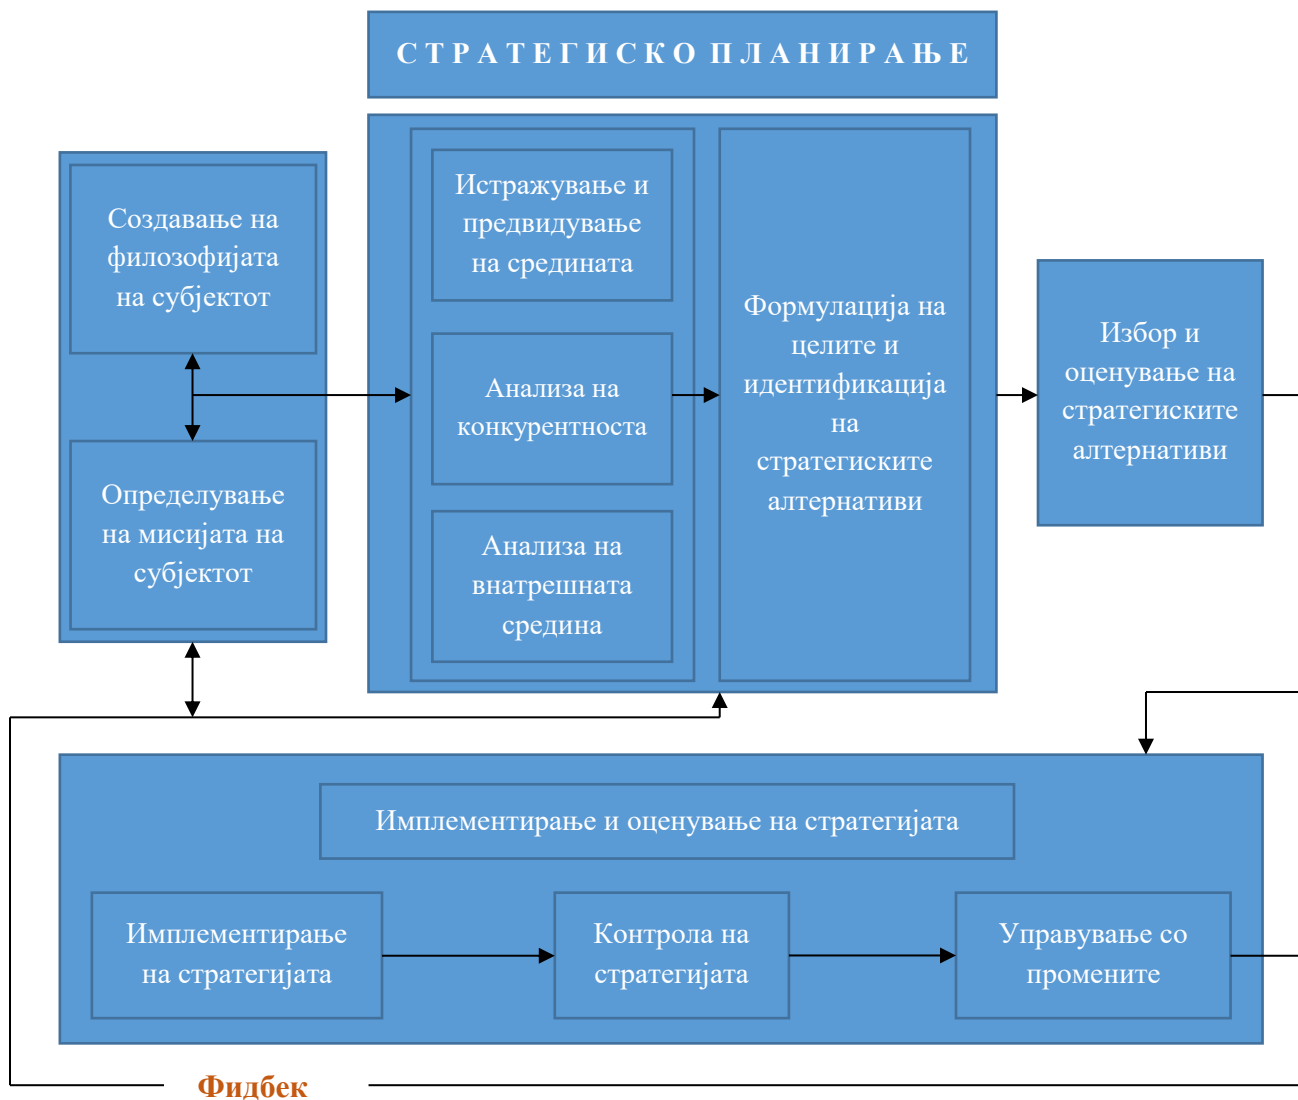 С Т Р А Т Е Г И С К О П Л А Н И Р А Њ Е
Создавање на
филозофијата
на субјектот
Определување
на мисијата на
субјектот
Истражување и
предвидување
на средината
Анализа на
конкурентноста
Анализа на
внатрешната
средина
Формулација на
целите и
идентификација
на
стратегиските
алтернативи
Избор и
оценување на
стратегиските
алтернативи
Имплементирање и оценување на стратегијата
Имплементирање
на стратегијата
Контрола на
стратегијата
Управување со
промените
Фидбек